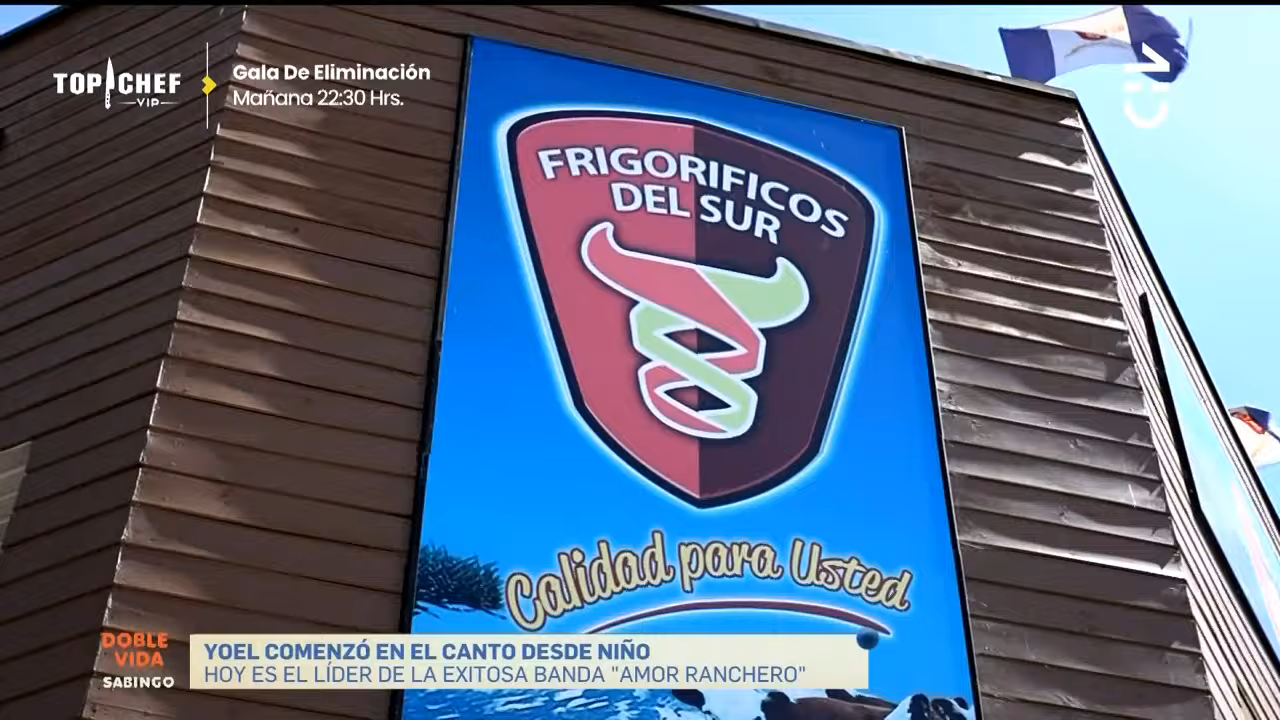 TOP CHEF
VIP
Gala De Eliminación
Mañana 22:30 Hrs.
CHV
FRIGORIFICOS
DEL SUR
Calidad para Usted
DOBLE
VIDA
SABINGO
YOEL COMENZÓ EN EL CANTO DESDE NIÑO
HOY ES EL LÍDER DE LA EXITOSA BANDA "AMOR RANCHERO"